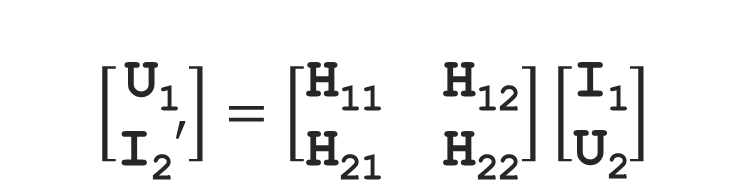 [U₁ I₂′] = [H₁₁ H₁₂ H₂₁ H₂₂] [I₁ U₂]